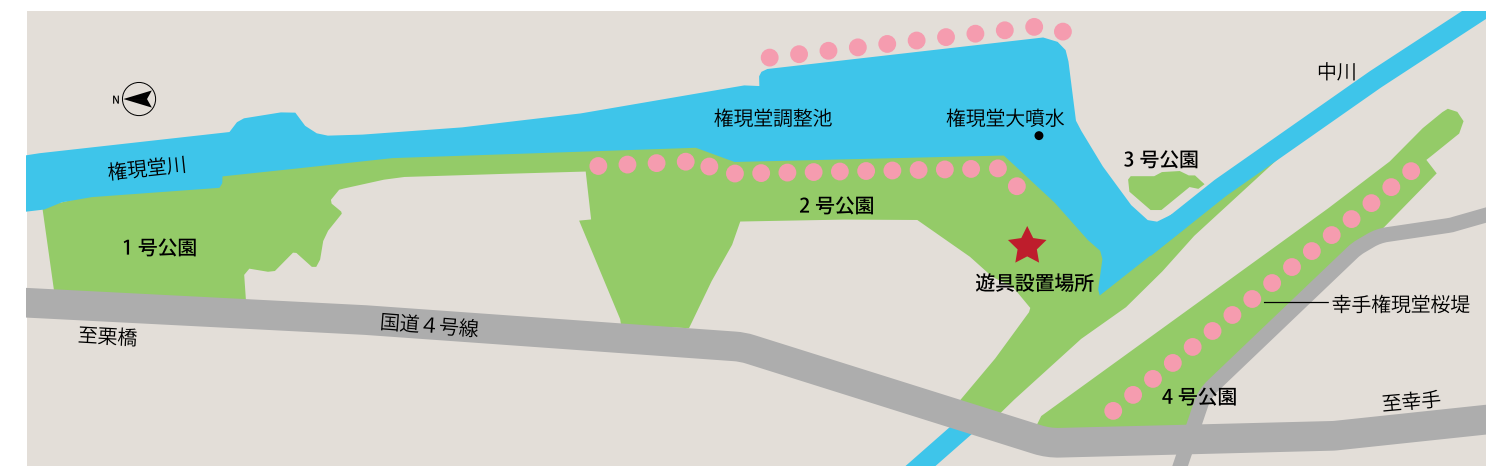 中川
N
権現堂調整池
権現堂大噴水
3 号公園
権現堂川
2 号公園
1 号公園
遊具設置場所
幸手権現堂桜堤
国道４号線
至栗橋
4 号公園
至幸手